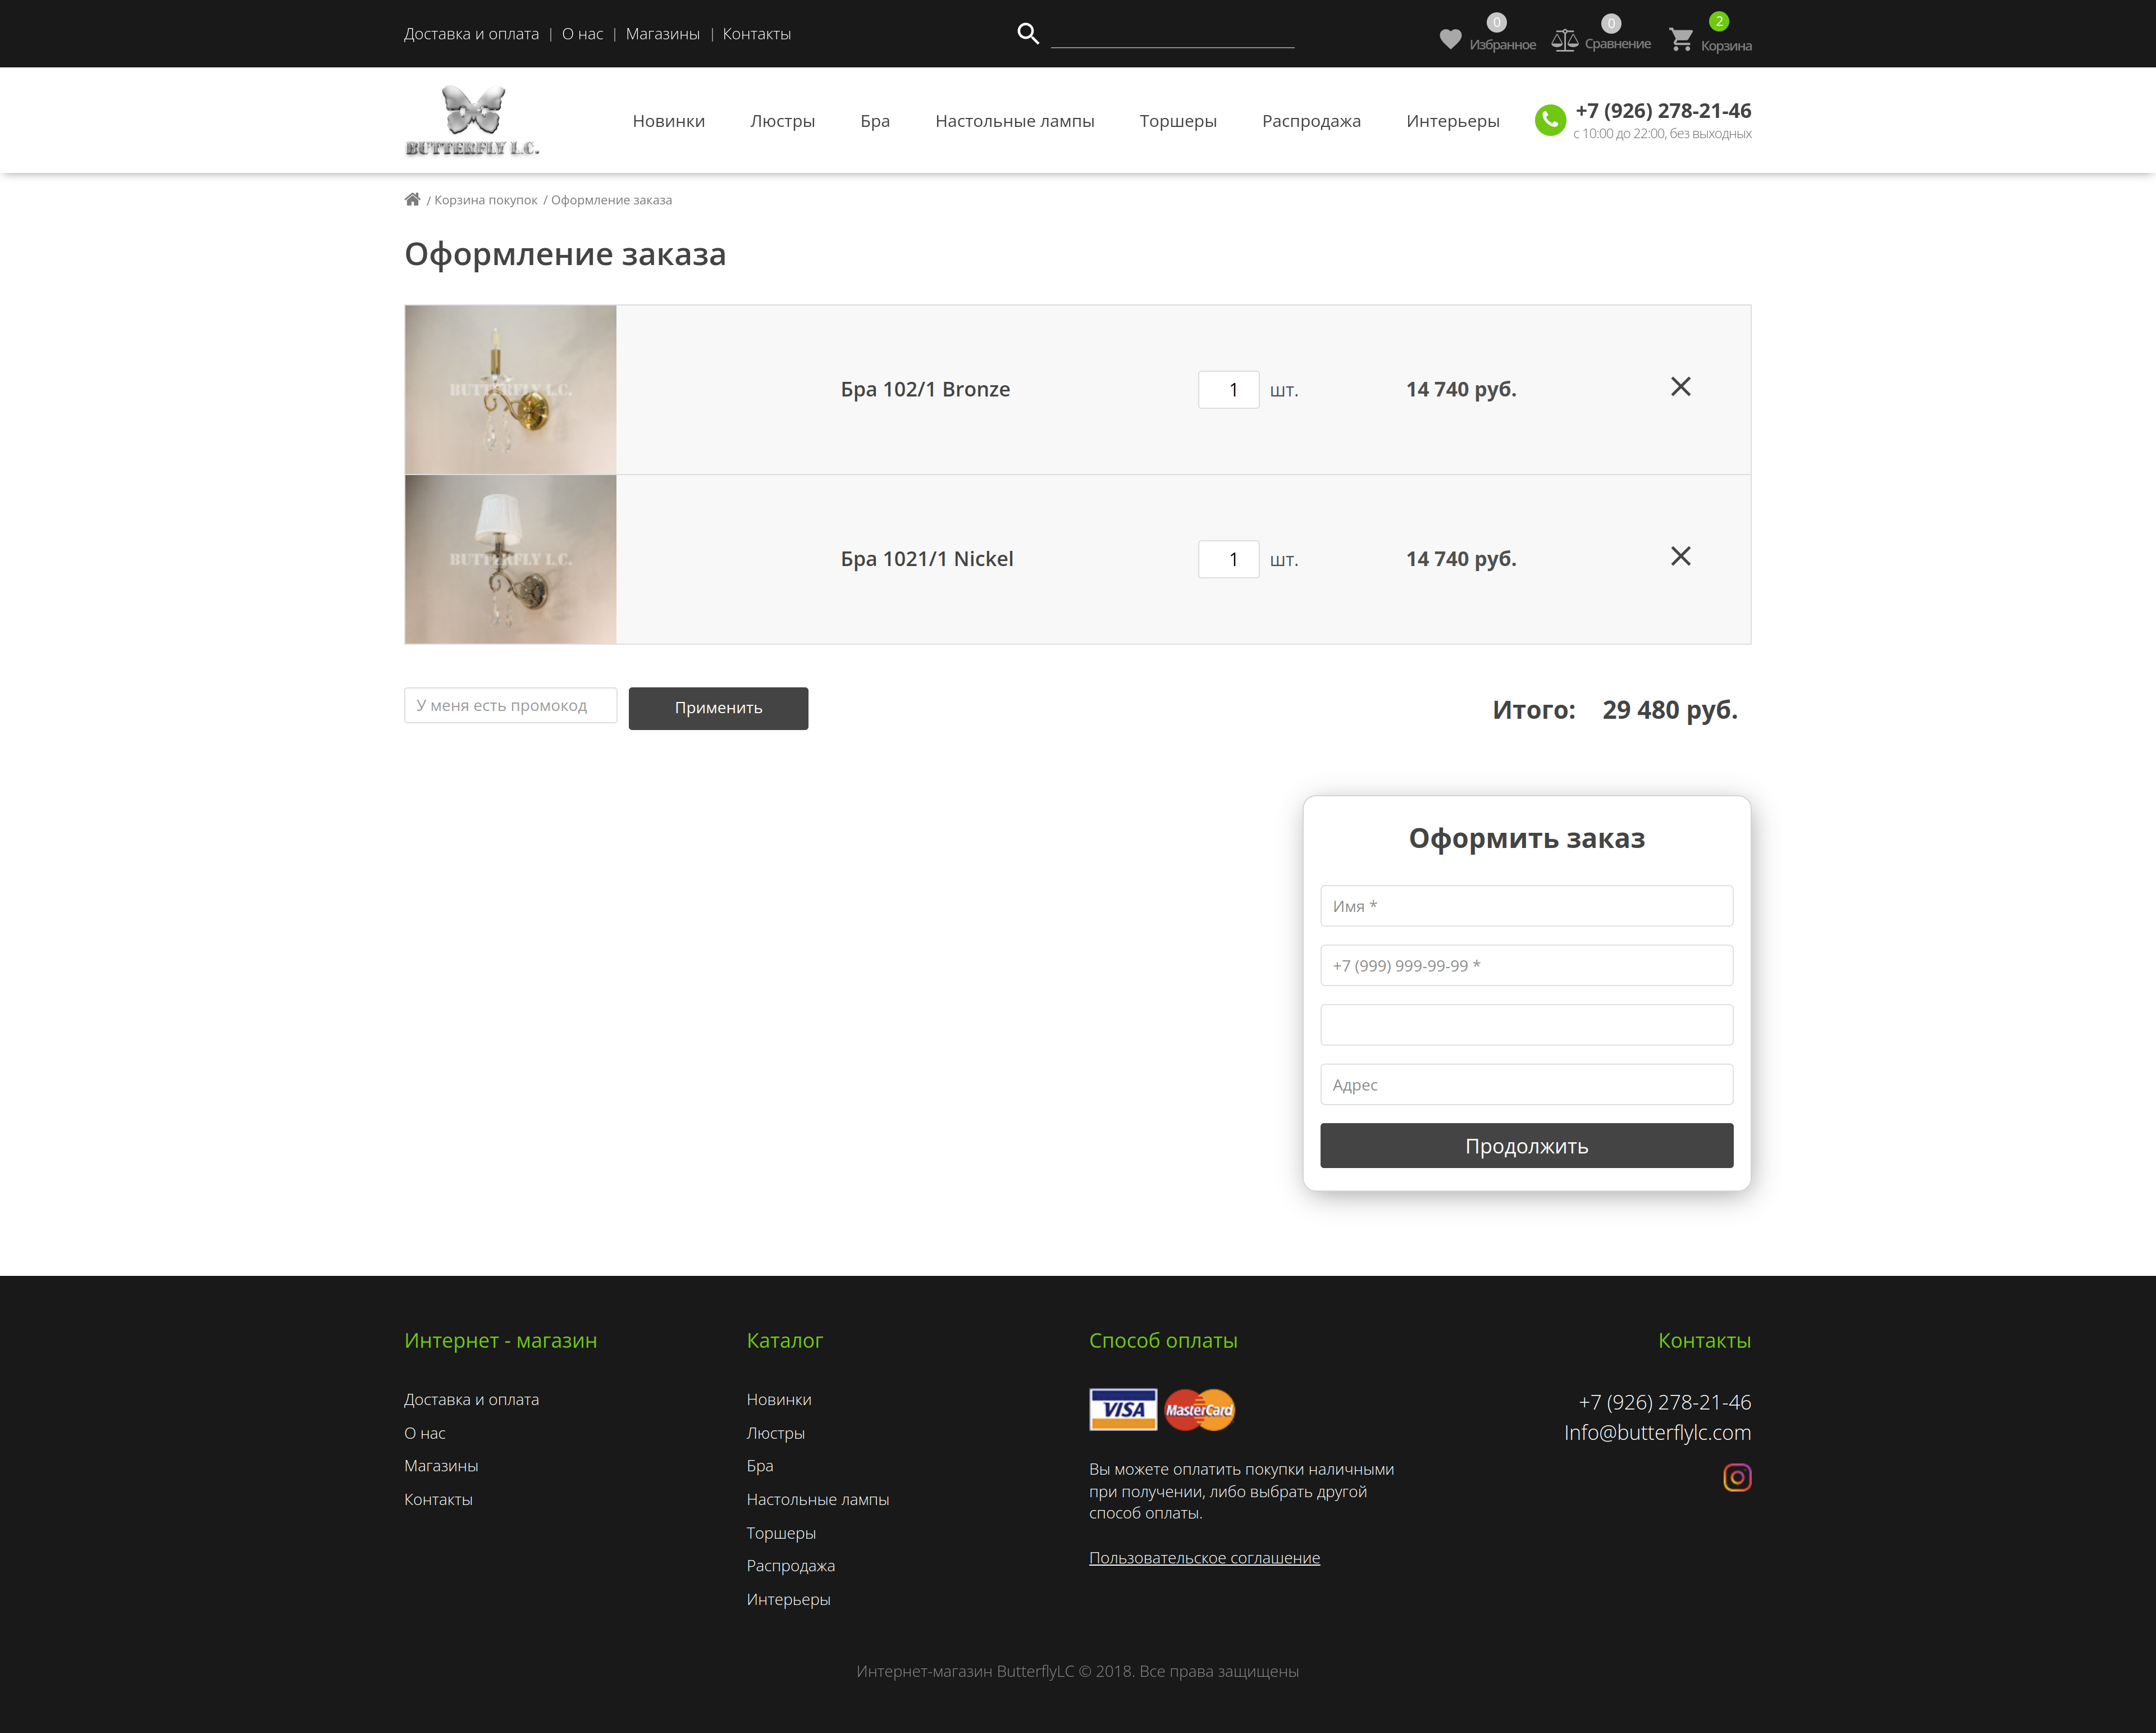 Доставка и оплата | О нас | Магазины | Контакты
0
Избранное
0
Сравнение
2
Корзина
BUTTERFLY L.C.
Новинки Люстры Бра Настольные лампы Торшеры Распродажа Интерьеры
+7 (926) 278-21-46
с 10:00 до 22:00, без выходных
/ Корзина покупок / Оформление заказа
Оформление заказа
BUTTERFLY L.C.
Бра 102/1 Bronze 1 шт. 14 740 руб.
BUTTERFLY L.C.
Бра 1021/1 Nickel 1 шт. 14 740 руб.
У меня есть промокод Применить Итого: 29 480 руб.
Оформить заказ
Имя *
+7 (999) 999-99-99 *
Адрес
Продолжить
Интернет - магазин
Доставка и оплата
О нас
Магазины
Контакты
Каталог
Новинки
Люстры
Бра
Настольные лампы
Торшеры
Распродажа
Интерьеры
Способ оплаты
VISA MasterCard
Вы можете оплатить покупки наличными
при получении, либо выбрать другой
способ оплаты.
Пользовательское соглашение
Контакты
+7 (926) 278-21-46
Info@butterflylc.com
Интернет-магазин ButterflyLC © 2018. Все права защищены